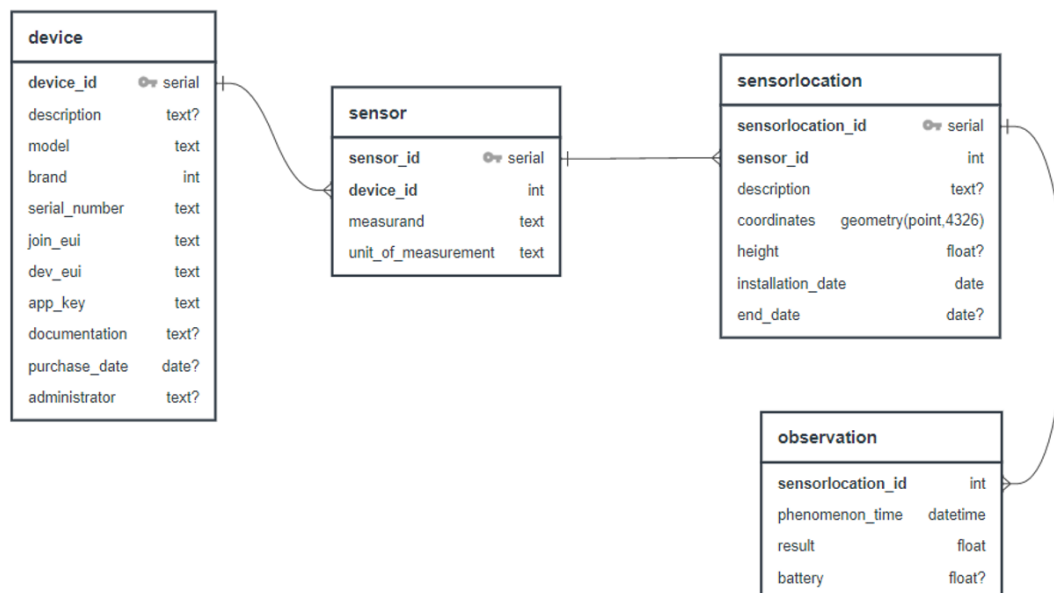 device
device_id serial
description text?
model text
brand int
serial_number text
join_eui text
dev_eui text
app_key text
documentation text?
purchase_date date?
administrator text?
sensor
sensor_id serial
device_id int
measurand text
unit_of_measurement text
sensorlocation
sensorlocation_id serial
sensor_id int
description text?
coordinates geometry(point,4326)
height float?
installation_date date
end_date date?
observation
sensorlocation_id int
phenomenon_time datetime
result float
battery float?